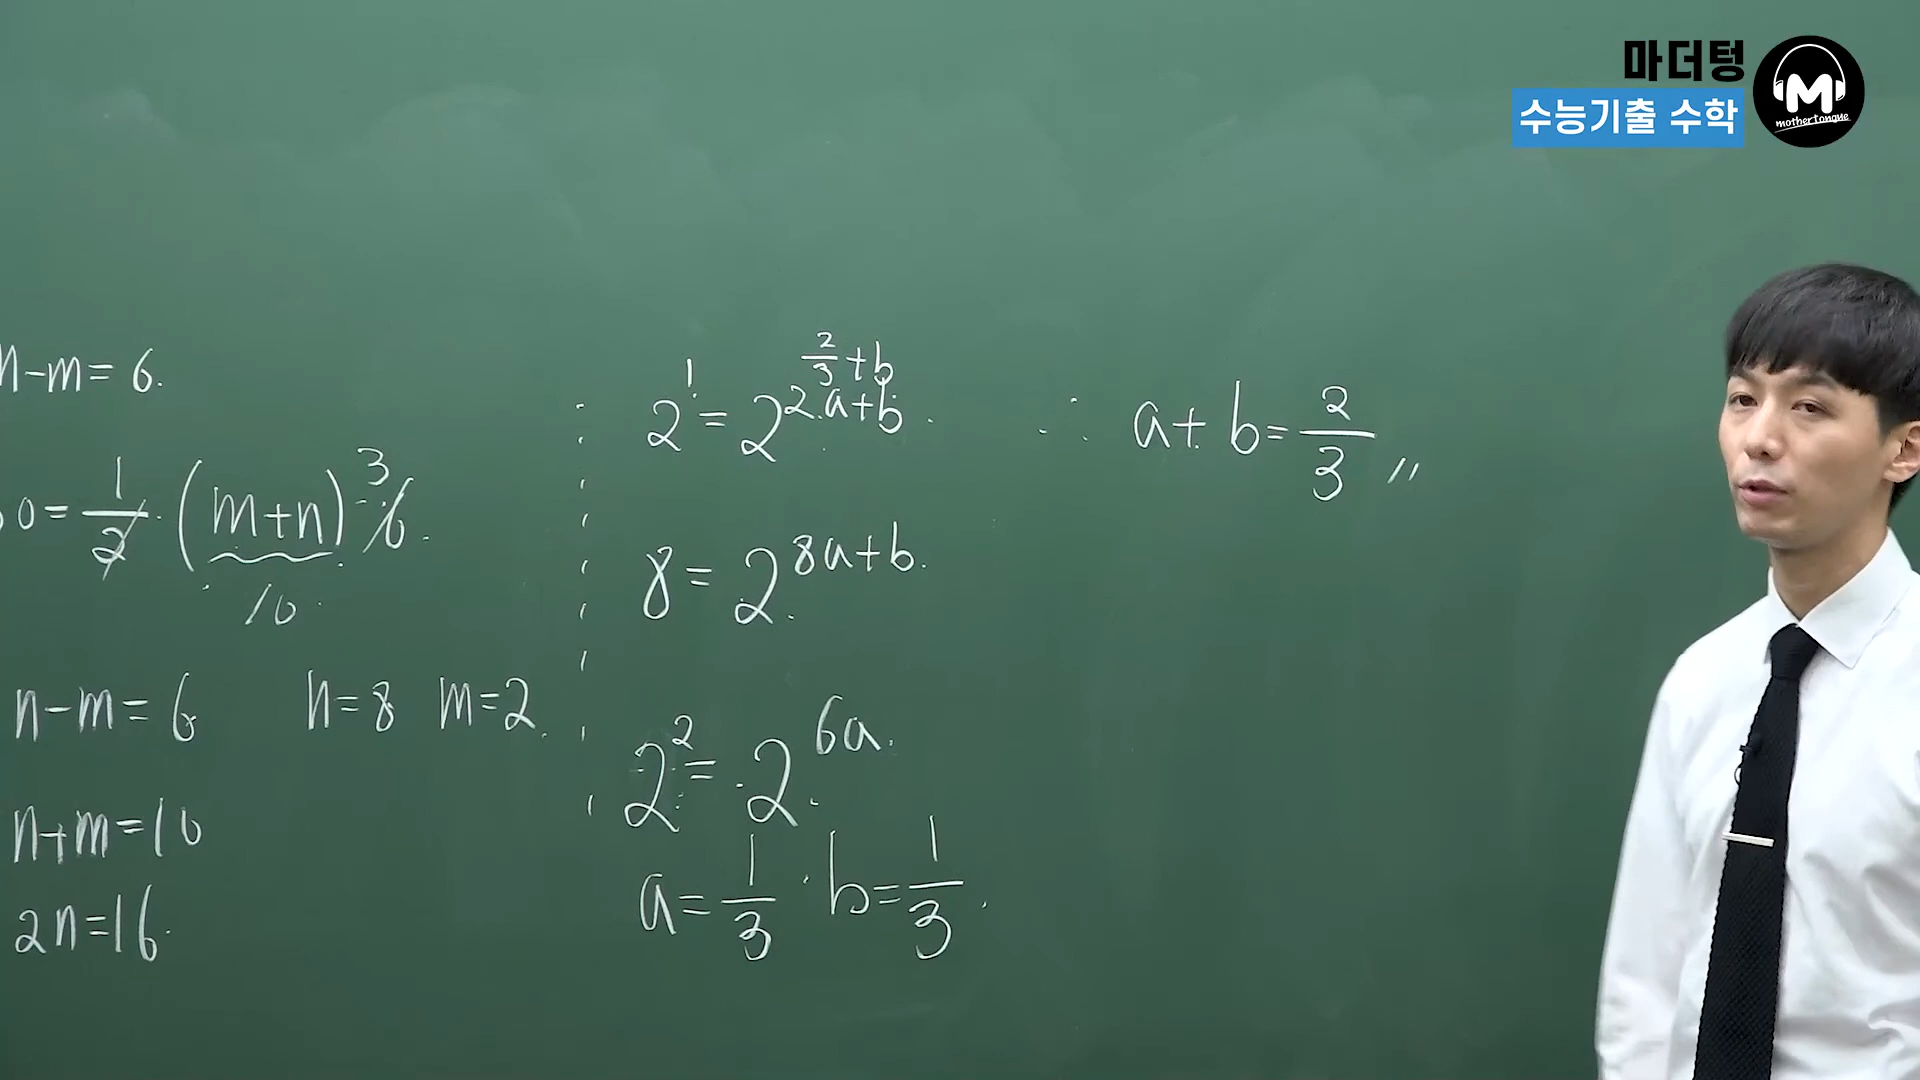 마더텅
수능기출 수학
M
mothertongue
n-m=6.
0=1/2·(m+n)6.
3
10
n-m=6 n=8 m=2.
n+m=10
2n=16.
2/3+b
2^1=2^{2·a+b}.
8=2^{8a+b}.
2^2=2^{6a}.
a=1/3 · b=1/3.
∴ a+b=2/3 〃